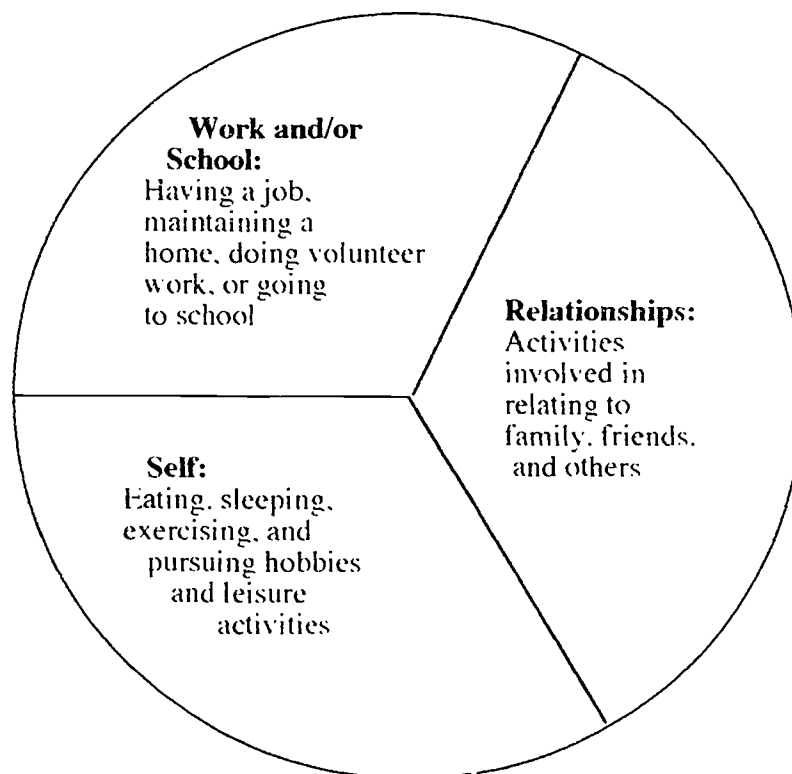 Work and/or
School:
Having a job,
maintaining a
home, doing volunteer
work, or going
to school
Relationships:
Activities
involved in
relating to
family, friends,
and others
Self:
Eating, sleeping,
exercising, and
pursuing hobbies
and leisure
activities